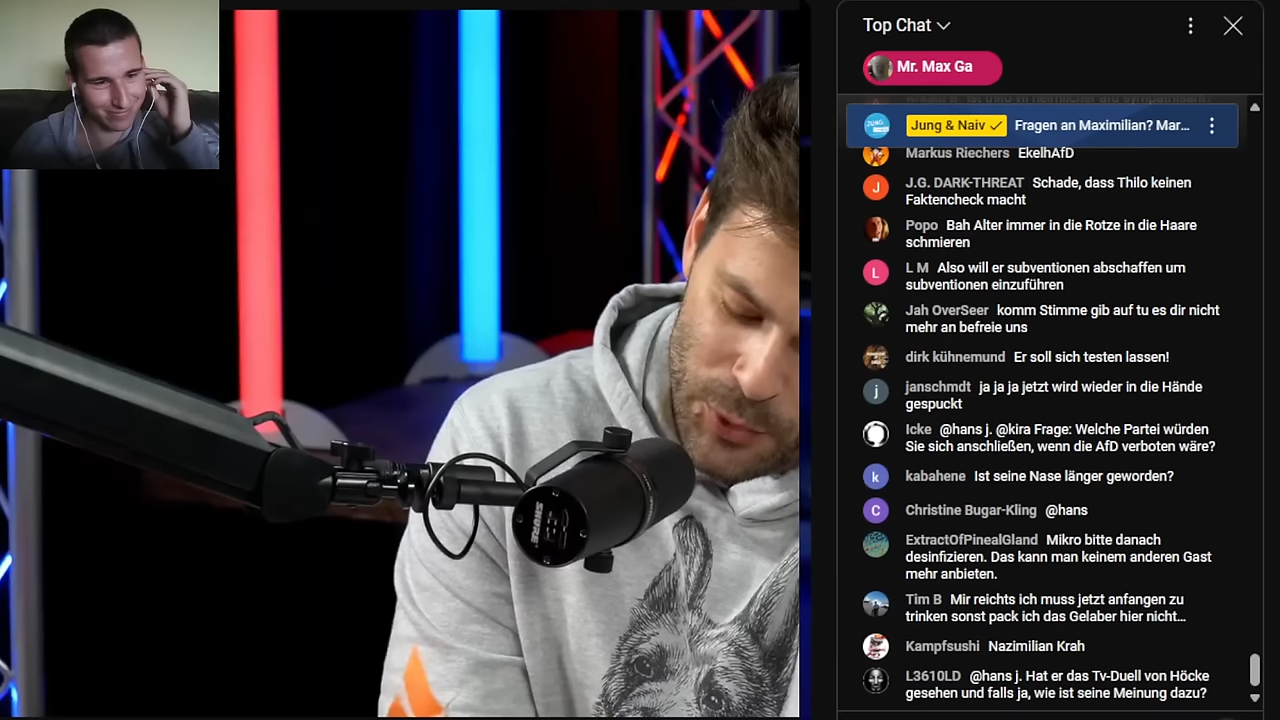 Top Chat
Mr. Max Ga
Jung & Naiv Fragen an Maximilian? Mar...
Markus Riechers EkelhAfD
J.G. DARK-THREAT Schade, dass Thilo keinen
Faktencheck macht
Popo Bah Alter immer in die Rotze in die Haare
schmieren
L M Also will er subventionen abschaffen um
subventionen einzuführen
Jah OverSeer komm Stimme gib auf tu es dir nicht
mehr an befreie uns
dirk kühnemund Er soll sich testen lassen!
janschmdt ja ja ja jetzt wird wieder in die Hände
gespuckt
Icke @hans j. @kira Frage: Welche Partei würden
Sie sich anschließen, wenn die AfD verboten wäre?
kabahene Ist seine Nase länger geworden?
Christine Bugar-Kling @hans
ExtractOfPinealGland Mikro bitte danach
desinfizieren. Das kann man keinem anderen Gast
mehr anbieten.
Tim B Mir reichts ich muss jetzt anfangen zu
trinken sonst pack ich das Gelaber hier nicht...
Kampfsushi Nazimilian Krah
L3610LD @hans j. Hat er das Tv-Duell von Höcke
gesehen und falls ja, wie ist seine Meinung dazu?
J
L
j
k
C
SHURE